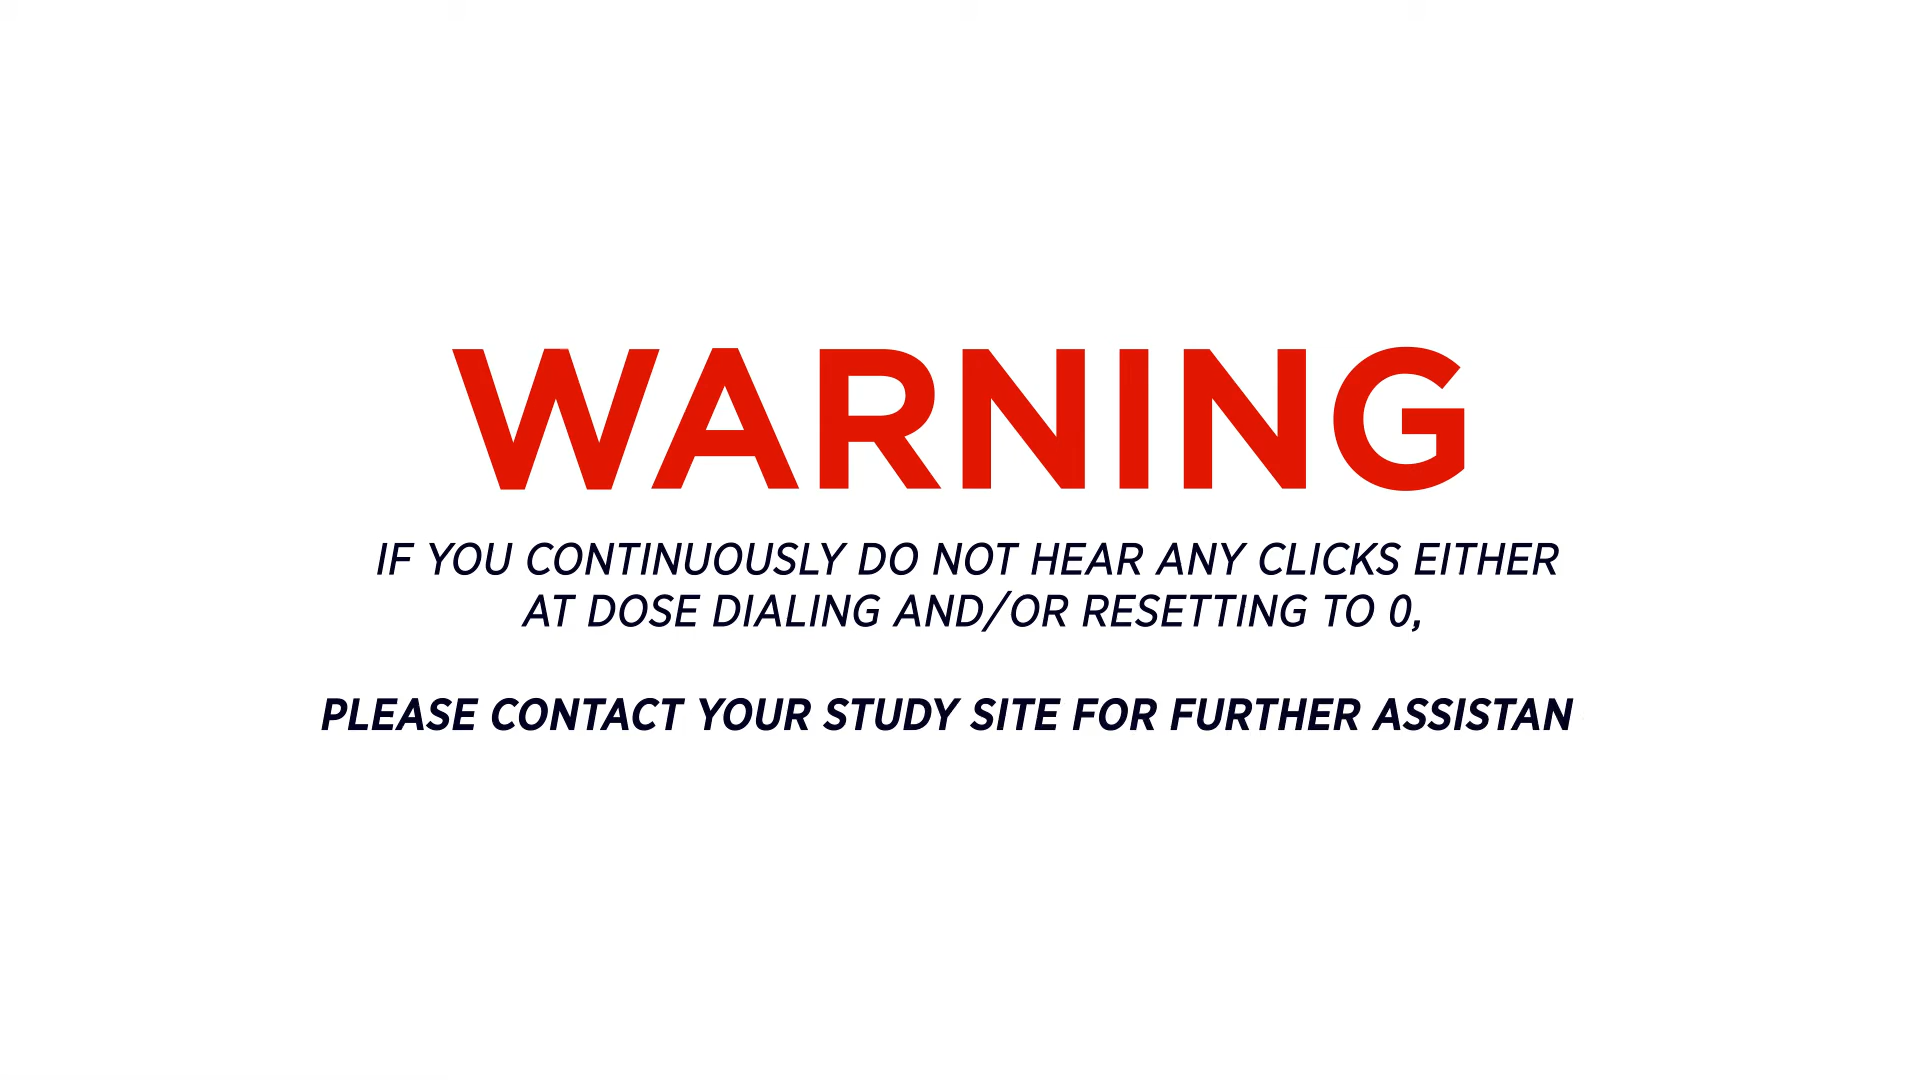 WARNING
IF YOU CONTINUOUSLY DO NOT HEAR ANY CLICKS EITHER
AT DOSE DIALING AND/OR RESETTING TO 0,
PLEASE CONTACT YOUR STUDY SITE FOR FURTHER ASSISTAN